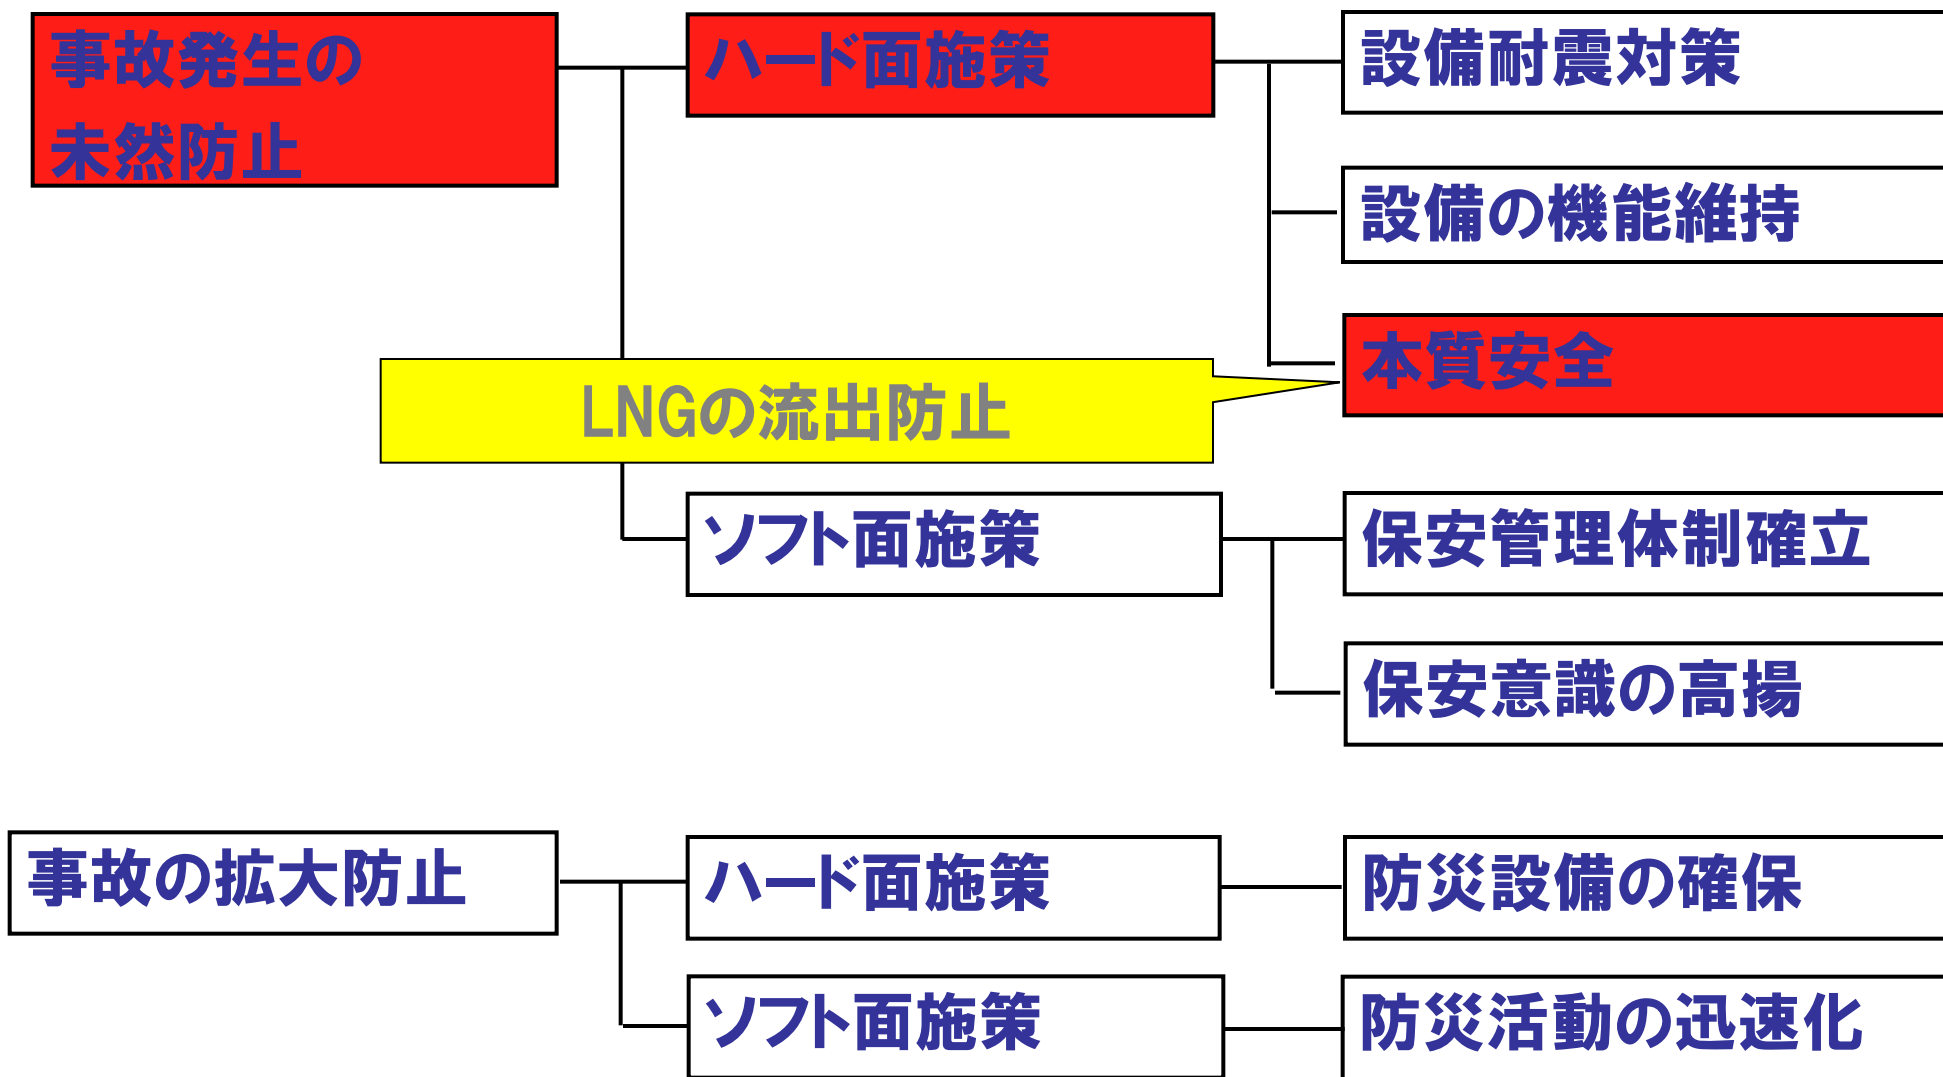 事故発生の
未然防止
ハード面施策
設備耐震対策
設備の機能維持
本質安全
LNGの流出防止
ソフト面施策
保安管理体制確立
保安意識の高揚
事故の拡大防止
ハード面施策
防災設備の確保
ソフト面施策
防災活動の迅速化